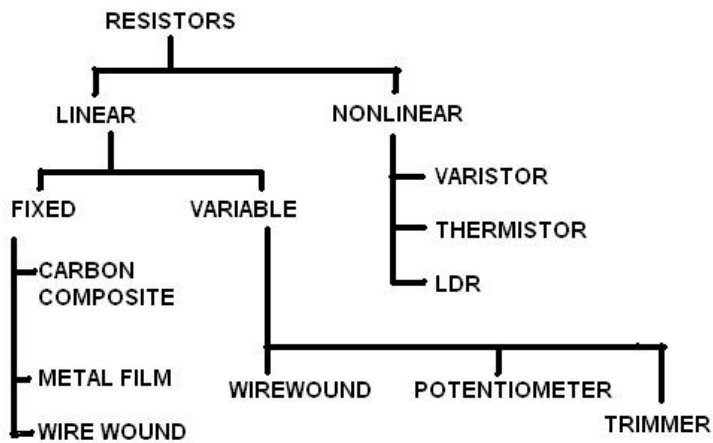 RESISTORS
LINEAR
NONLINEAR
VARISTOR
FIXED
VARIABLE
THERMISTOR
CARBON
COMPOSITE
LDR
METAL FILM
WIREWOUND
POTENTIOMETER
TRIMMER
WIRE WOUND